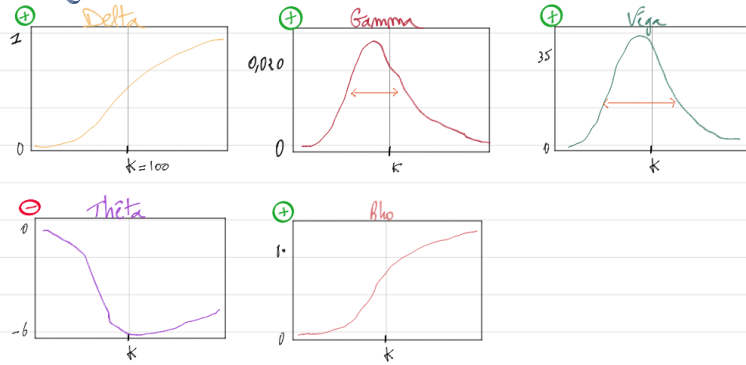 + Delta
1
0
K = 100
+ Gamma
0,020
0
K
+ Véga
35
0
K
− Thêta
0
-6
K
+ Rho
1.
0
K